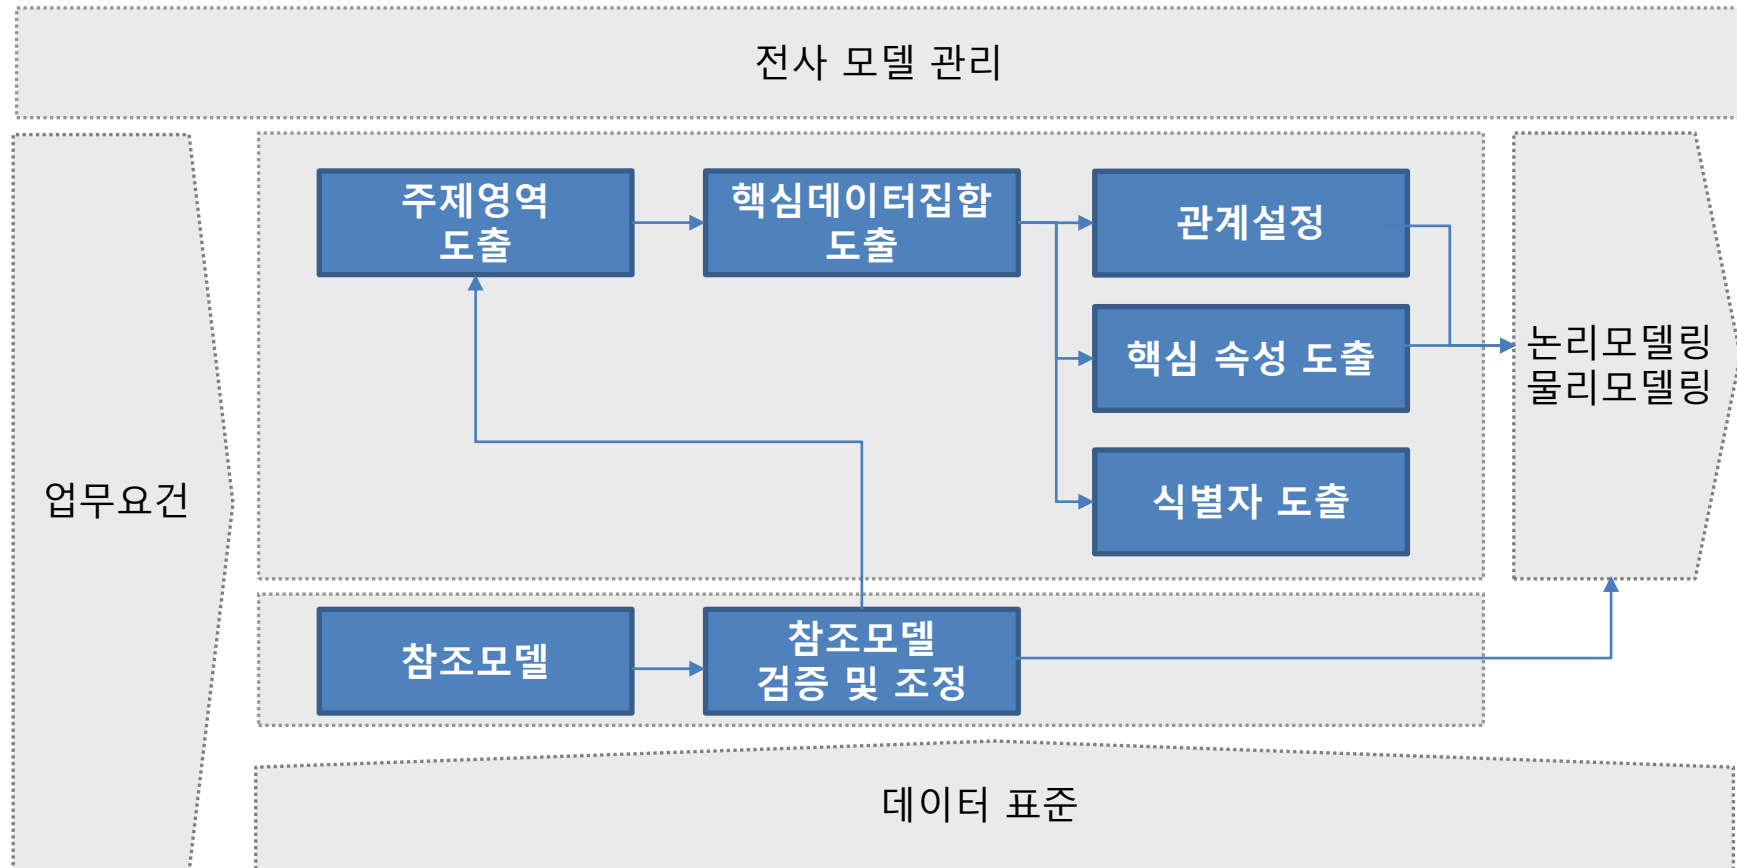 전사 모델 관리
주제영역
도출
핵심데이터집합
도출
관계설정
핵심 속성 도출
식별자 도출
논리모델링
물리모델링
업무요건
참조모델
참조모델
검증 및 조정
데이터 표준